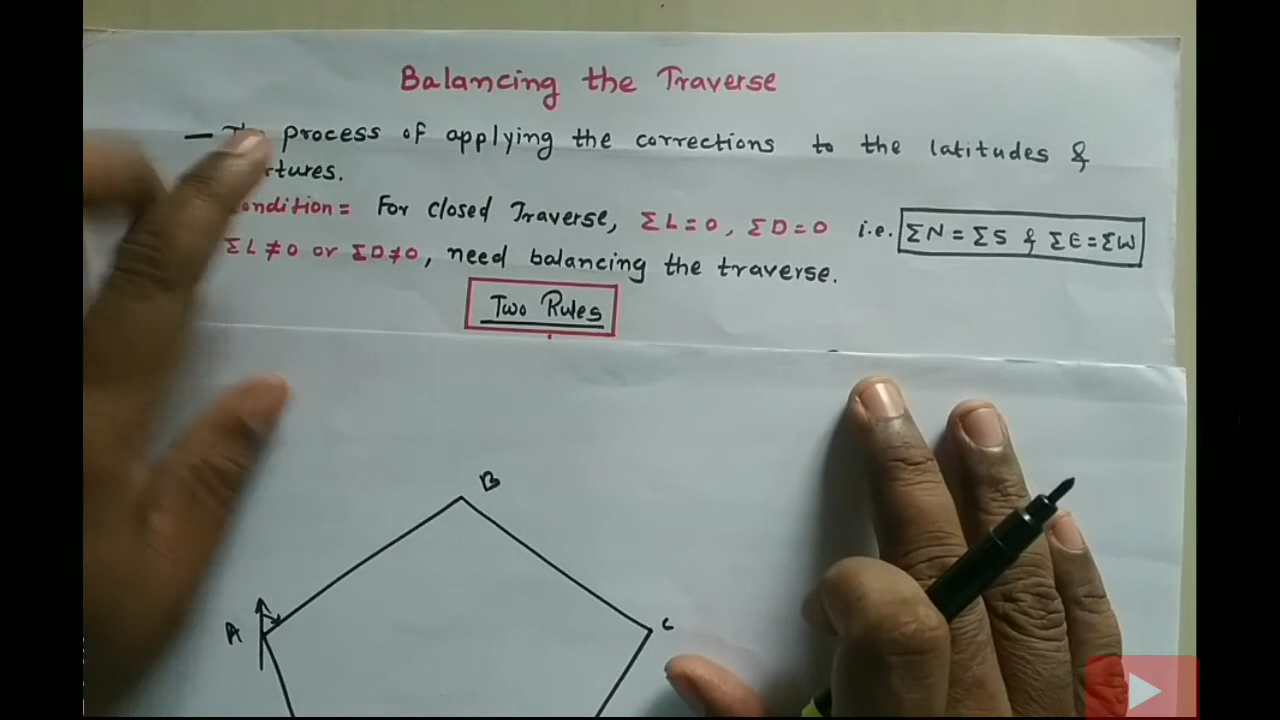 Balancing the Traverse
— process of applying the corrections to the latitudes &
rtures.
ondition= For Closed Traverse, ΣL=0, ΣD=0 i.e. ΣN=ΣS & ΣE=ΣW
ΣL≠0 or ΣD≠0, need balancing the traverse.
Two Rules
B
A
C